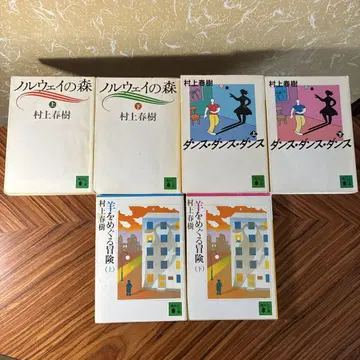 ノルウェイの森
上
村上春樹
ノルウェイの森
下
村上春樹
村上春樹
上
ダンス・ダンス・ダンス
村上春樹
下
ダンス・ダンス・ダンス
羊をめぐる冒険(上)
村上春樹
羊をめぐる冒険(下)
村上春樹